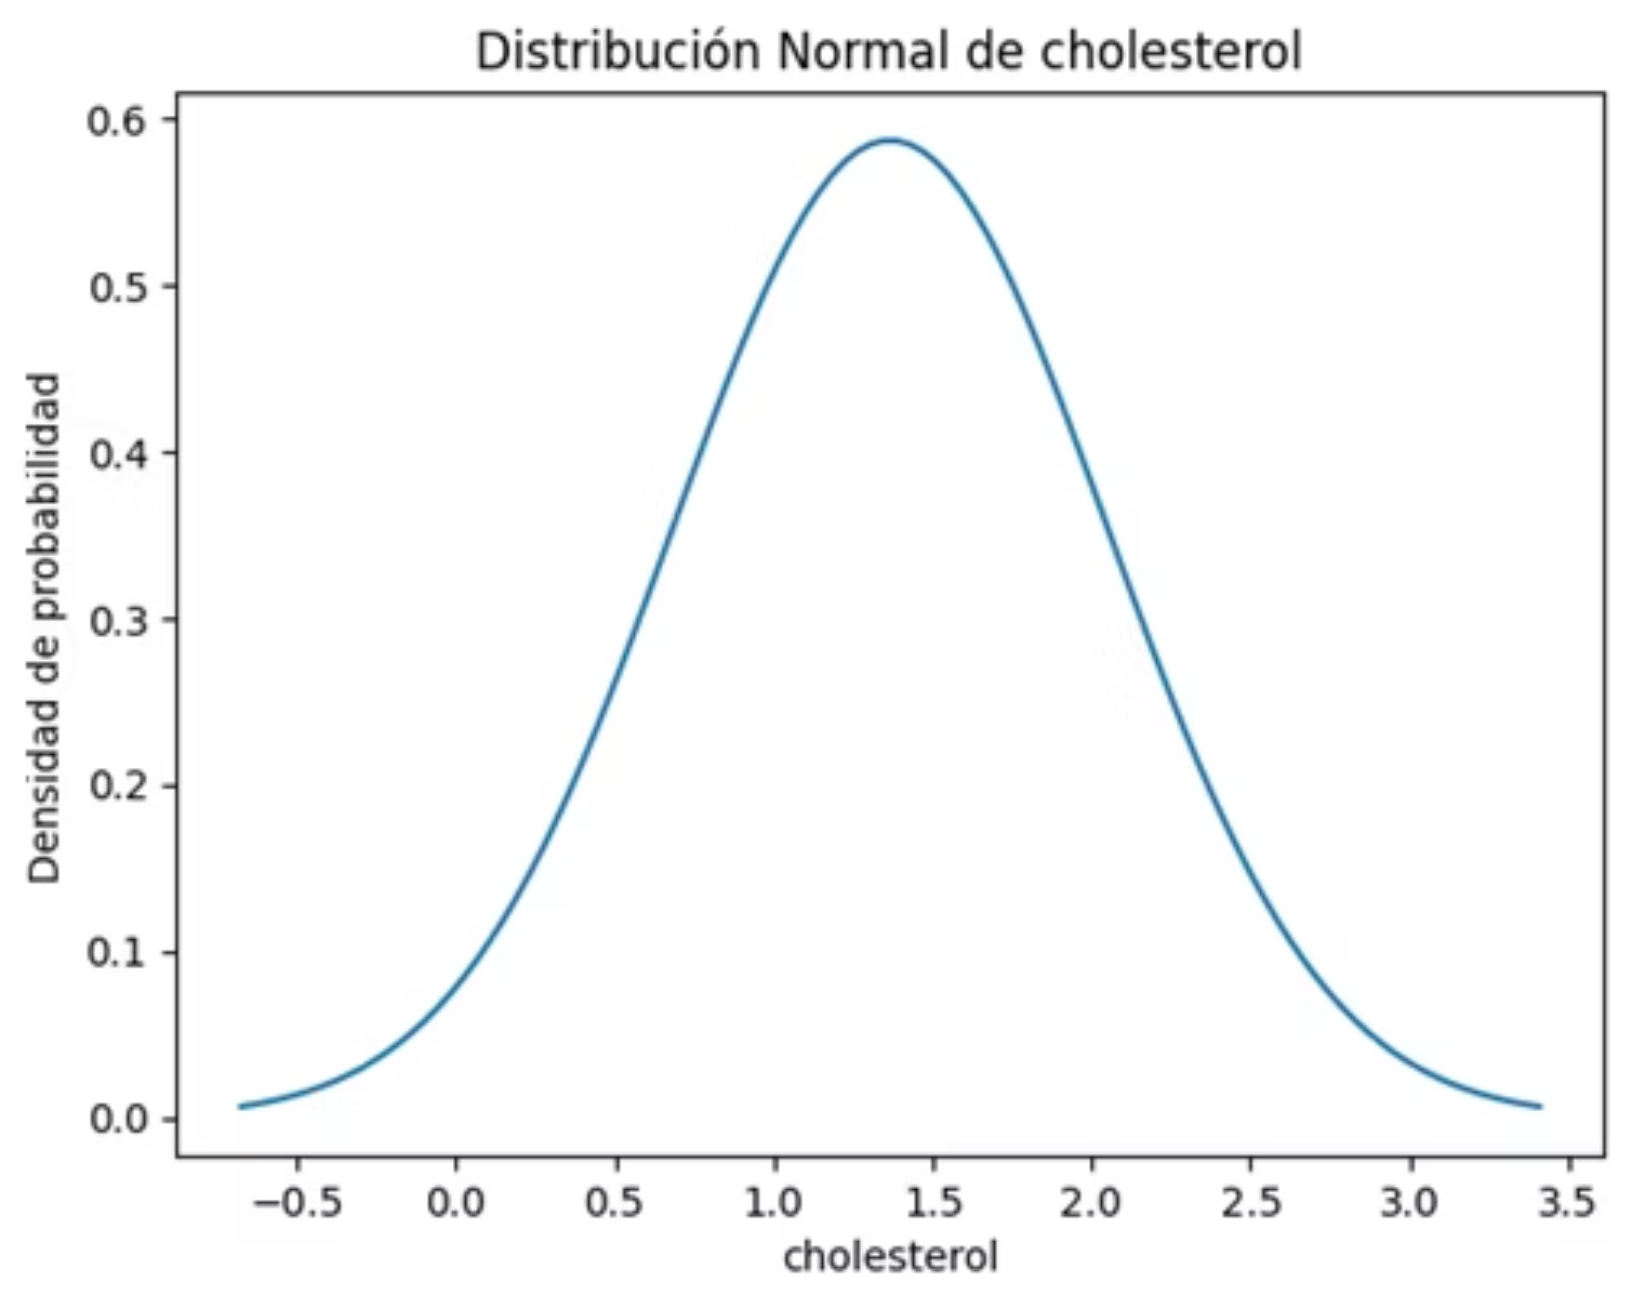 Distribución Normal de cholesterol
0.6
0.5
0.4
0.3
0.2
0.1
0.0
Densidad de probabilidad
−0.5 0.0 0.5 1.0 1.5 2.0 2.5 3.0 3.5
cholesterol